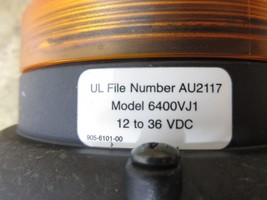 UL File Number AU2117
Model 6400VJ1
12 to 36 VDC
905-6101-00